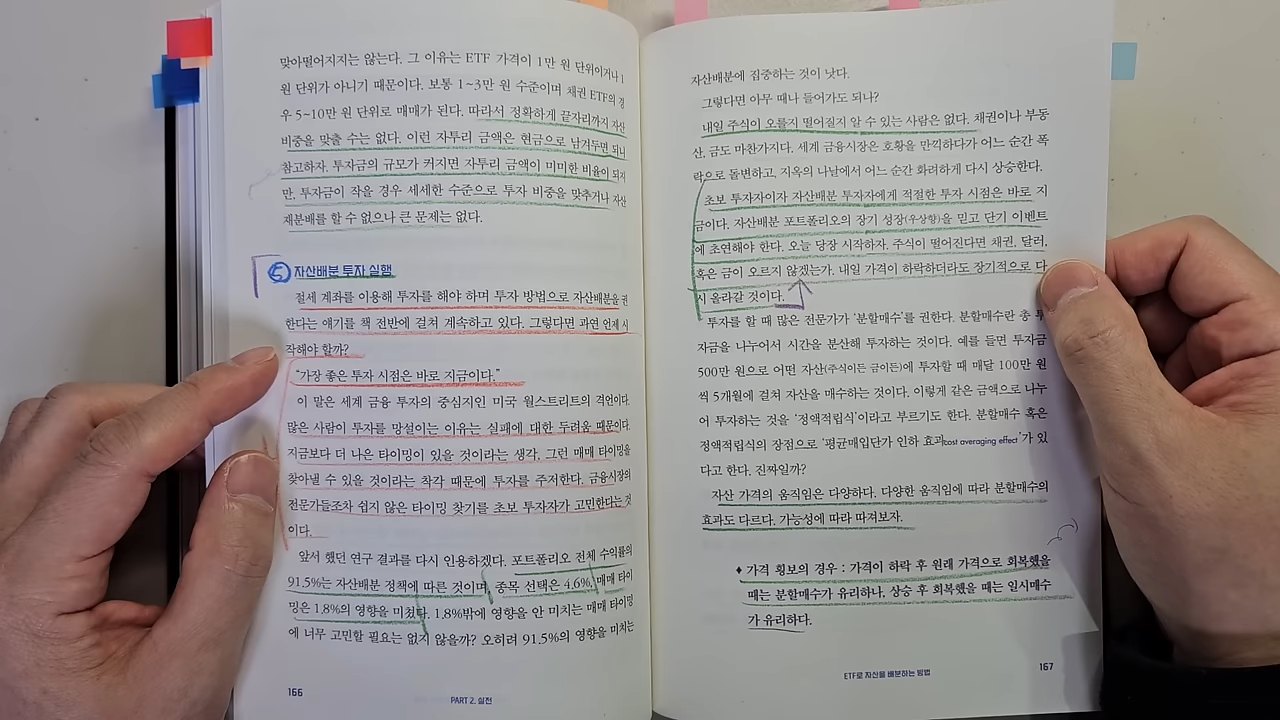 맞아떨어지지는 않는다. 그 이유는 ETF 가격이 1만 원 단위이거나 1
원 단위가 아니기 때문이다. 보통 1~3만 원 수준이며 채권 ETF의 경
우 5~10만 원 단위로 매매가 된다. 따라서 정확하게 끝자리까지 자산
비중을 맞출 수는 없다. 이런 자투리 금액은 현금으로 남겨두면 되니
참고하자. 투자금의 규모가 커지면 자투리 금액이 미미한 비율이 되지
만, 투자금이 작을 경우 세세한 수준으로 투자 비중을 맞추거나 자산
재분배를 할 수 없으나 큰 문제는 없다.
⑤ 자산배분 투자 실행
절세 계좌를 이용해 투자를 해야 하며 투자 방법으로 자산배분을 권
한다는 얘기를 책 전반에 걸쳐 계속하고 있다. 그렇다면 과연 언제 시
작해야 할까?
“가장 좋은 투자 시점은 바로 지금이다.”
이 말은 세계 금융 투자의 중심지인 미국 월스트리트의 격언이다.
많은 사람이 투자를 망설이는 이유는 실패에 대한 두려움 때문이다.
지금보다 더 나은 타이밍이 있을 것이라는 생각, 그런 매매 타이밍을
찾아낼 수 있을 것이라는 착각 때문에 투자를 주저한다. 금융시장의
전문가들조차 쉽지 않은 타이밍 찾기를 초보 투자자가 고민한다는 것
이다.
앞서 했던 연구 결과를 다시 인용하겠다. 포트폴리오 전체 수익률의
91.5%는 자산배분 정책에 따른 것이며, 종목 선택은 4.6%, 매매 타이
밍은 1.8%의 영향을 미쳤다. 1.8%밖에 영향을 안 미치는 매매 타이밍
에 너무 고민할 필요는 없지 않을까? 오히려 91.5%의 영향을 미치는
166
PART 2. 실전
자산배분에 집중하는 것이 낫다.
그렇다면 아무 때나 들어가도 되나?
내일 주식이 오를지 떨어질지 알 수 있는 사람은 없다. 채권이나 부동
산, 금도 마찬가지다. 세계 금융시장은 호황을 만끽하다가 어느 순간 폭
락으로 돌변하고, 지옥의 나날에서 어느 순간 화려하게 다시 상승한다.
초보 투자자이자 자산배분 투자자에게 적절한 투자 시점은 바로 지
금이다. 자산배분 포트폴리오의 장기 성장(우상향)을 믿고 단기 이벤트
에 초연해야 한다. 오늘 당장 시작하자. 주식이 떨어진다면 채권, 달러,
혹은 금이 오르지 않겠는가. 내일 가격이 하락하더라도 장기적으로 다
시 올라갈 것이다.
투자를 할 때 많은 전문가가 ‘분할매수’를 권한다. 분할매수란 총 투
자금을 나누어서 시간을 분산해 투자하는 것이다. 예를 들면 투자금
500만 원으로 어떤 자산(주식이든 금이든)에 투자할 때 매달 100만 원
씩 5개월에 걸쳐 자산을 매수하는 것이다. 이렇게 같은 금액으로 나누
어 투자하는 것을 ‘정액적립식’이라고 부르기도 한다. 분할매수 혹은
정액적립식의 장점으로 ‘평균매입단가 인하 효과cost averaging effect’가 있
다고 한다. 진짜일까?
자산 가격의 움직임은 다양하다. 다양한 움직임에 따라 분할매수의
효과도 다르다. 가능성에 따라 따져보자.
♦ 가격 횡보의 경우 : 가격이 하락 후 원래 가격으로 회복했을
때는 분할매수가 유리하나, 상승 후 회복했을 때는 일시매수
가 유리하다.
ETF로 자산을 배분하는 방법
167